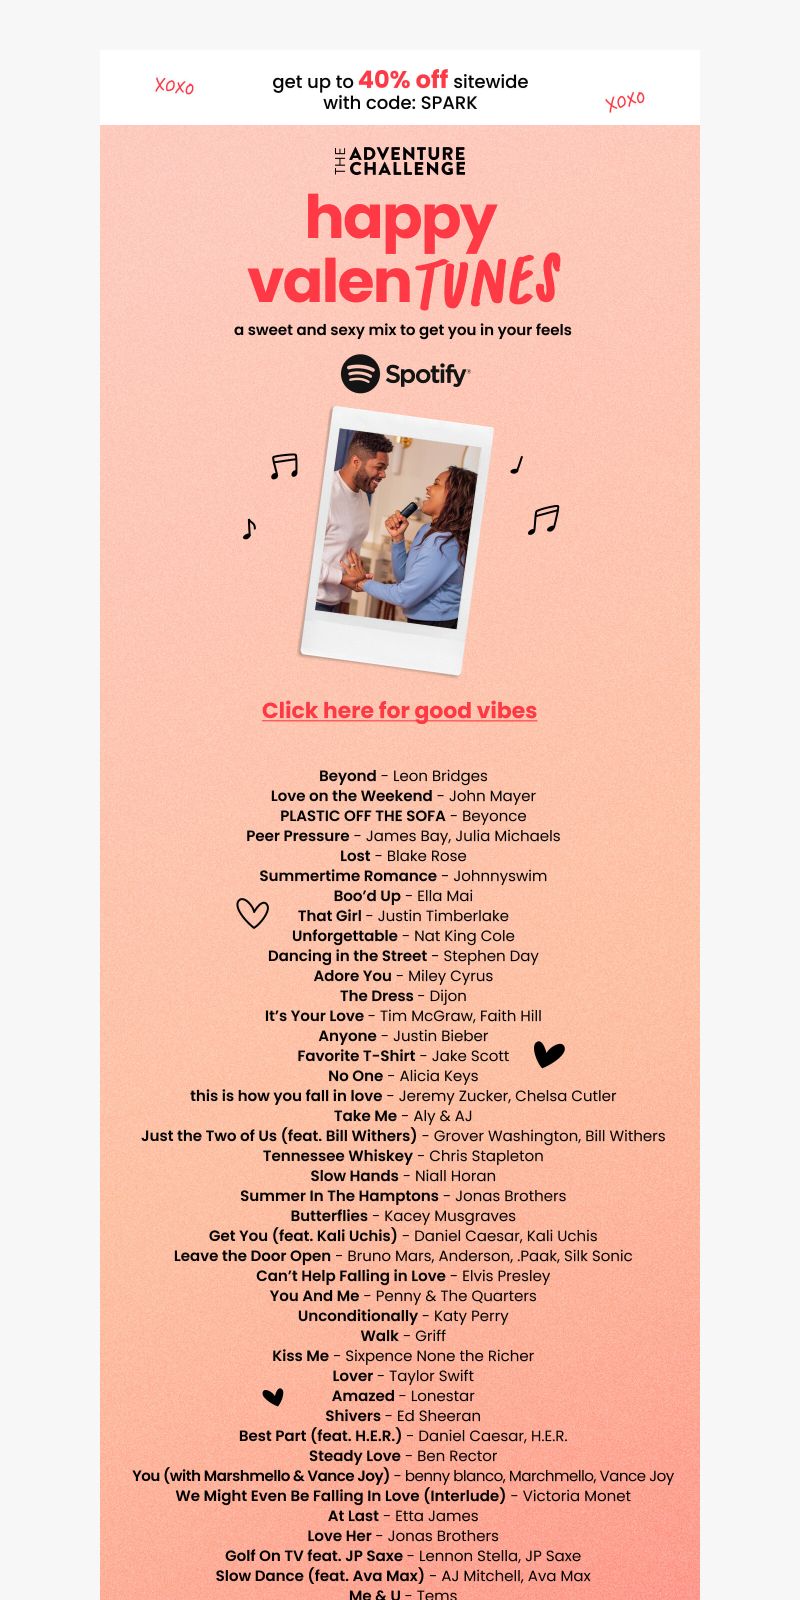 xoxo
get up to 40% off sitewide
with code: SPARK
xoxo
THE ADVENTURE
CHALLENGE
happy
valenTUNES
a sweet and sexy mix to get you in your feels
Spotify®
Click here for good vibes
Beyond - Leon Bridges
Love on the Weekend - John Mayer
PLASTIC OFF THE SOFA - Beyonce
Peer Pressure - James Bay, Julia Michaels
Lost - Blake Rose
Summertime Romance - Johnnyswim
Boo’d Up - Ella Mai
That Girl - Justin Timberlake
Unforgettable - Nat King Cole
Dancing in the Street - Stephen Day
Adore You - Miley Cyrus
The Dress - Dijon
It’s Your Love - Tim McGraw, Faith Hill
Anyone - Justin Bieber
Favorite T-Shirt - Jake Scott
No One - Alicia Keys
this is how you fall in love - Jeremy Zucker, Chelsa Cutler
Take Me - Aly & AJ
Just the Two of Us (feat. Bill Withers) - Grover Washington, Bill Withers
Tennessee Whiskey - Chris Stapleton
Slow Hands - Niall Horan
Summer In The Hamptons - Jonas Brothers
Butterflies - Kacey Musgraves
Get You (feat. Kali Uchis) - Daniel Caesar, Kali Uchis
Leave the Door Open - Bruno Mars, Anderson, .Paak, Silk Sonic
Can’t Help Falling in Love - Elvis Presley
You And Me - Penny & The Quarters
Unconditionally - Katy Perry
Walk - Griff
Kiss Me - Sixpence None the Richer
Lover - Taylor Swift
Amazed - Lonestar
Shivers - Ed Sheeran
Best Part (feat. H.E.R.) - Daniel Caesar, H.E.R.
Steady Love - Ben Rector
You (with Marshmello & Vance Joy) - benny blanco, Marchmello, Vance Joy
We Might Even Be Falling In Love (Interlude) - Victoria Monet
At Last - Etta James
Love Her - Jonas Brothers
Golf On TV feat. JP Saxe - Lennon Stella, JP Saxe
Slow Dance (feat. Ava Max) - AJ Mitchell, Ava Max
Me & U - Tems